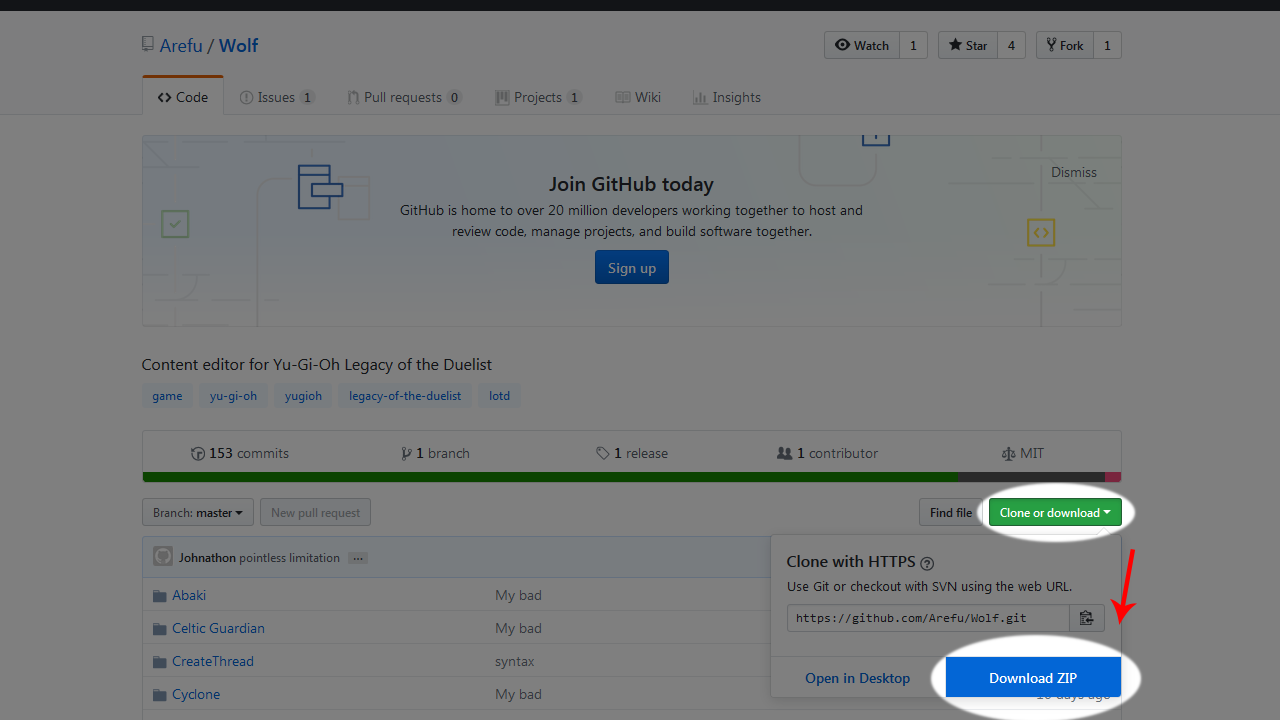 Arefu / Wolf
Watch 1 Star 4 Fork 1
Code Issues 1 Pull requests 0 Projects 1 Wiki Insights
Join GitHub today
Dismiss
GitHub is home to over 20 million developers working together to host and
review code, manage projects, and build software together.
Sign up
Content editor for Yu-Gi-Oh Legacy of the Duelist
game yu-gi-oh yugioh legacy-of-the-duelist lotd
153 commits 1 branch 1 release 1 contributor MIT
Branch: master New pull request Find file Clone or download
Johnathon pointless limitation ...
Clone with HTTPS ?
Use Git or checkout with SVN using the web URL.
https://github.com/Arefu/Wolf.git
Open in Desktop Download ZIP
Abaki My bad
Celtic Guardian My bad
CreateThread syntax
Cyclone My bad days ago